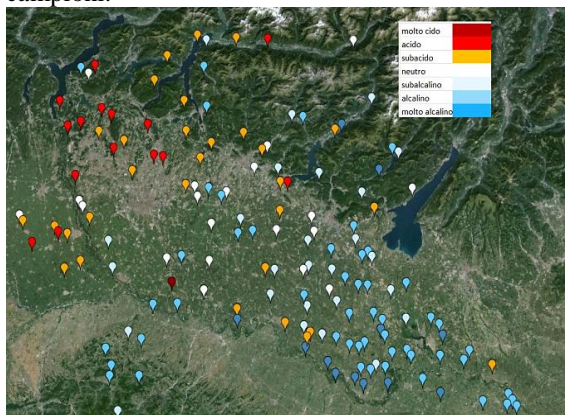 molto cido
acido
subacido
neutro
subalcalino
alcalino
molto alcalino